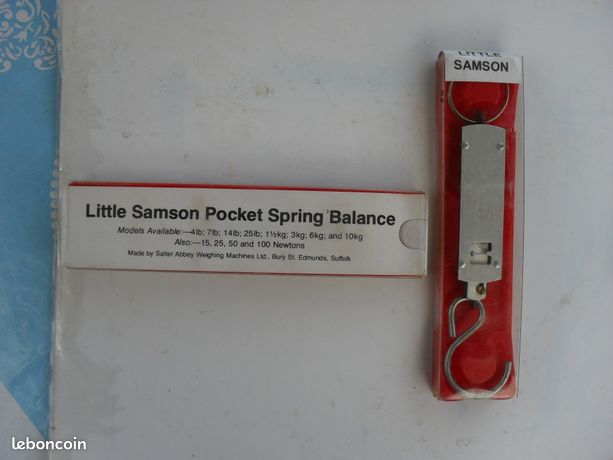 LITTLE
SAMSON
Little Samson Pocket Spring Balance
Models Available:—4lb; 7lb; 14lb; 25lb; 1½kg; 3kg; 6kg; and 10kg
Also:—15, 25, 50 and 100 Newtons
Made by Salter Abbey Weighing Machines Ltd., Bury St. Edmunds, Suffolk
leboncoin